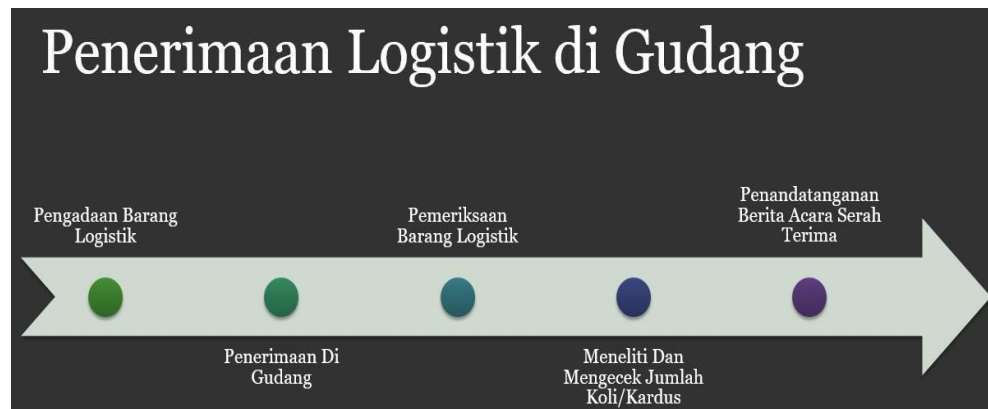 Penerimaan Logistik di Gudang
Pengadaan Barang
Logistik
Penerimaan Di
Gudang
Pemeriksaan
Barang Logistik
Meneliti Dan
Mengecek Jumlah
Koli/Kardus
Penandatanganan
Berita Acara Serah
Terima